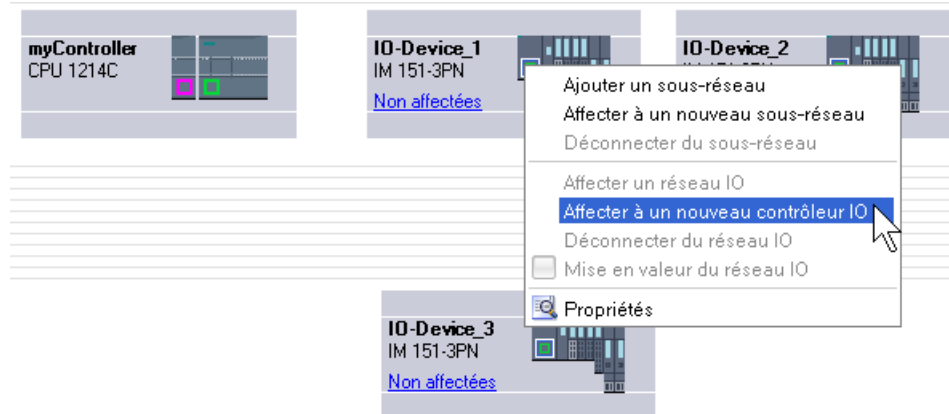 myController
CPU 1214C
IO-Device_1
IM 151-3PN
Non affectées
IO-Device_2
Ajouter un sous-réseau
Affecter à un nouveau sous-réseau
Déconnecter du sous-réseau
Affecter un réseau IO
Affecter à un nouveau contrôleur IO
Déconnecter du réseau IO
Mise en valeur du réseau IO
Propriétés
IO-Device_3
IM 151-3PN
Non affectées